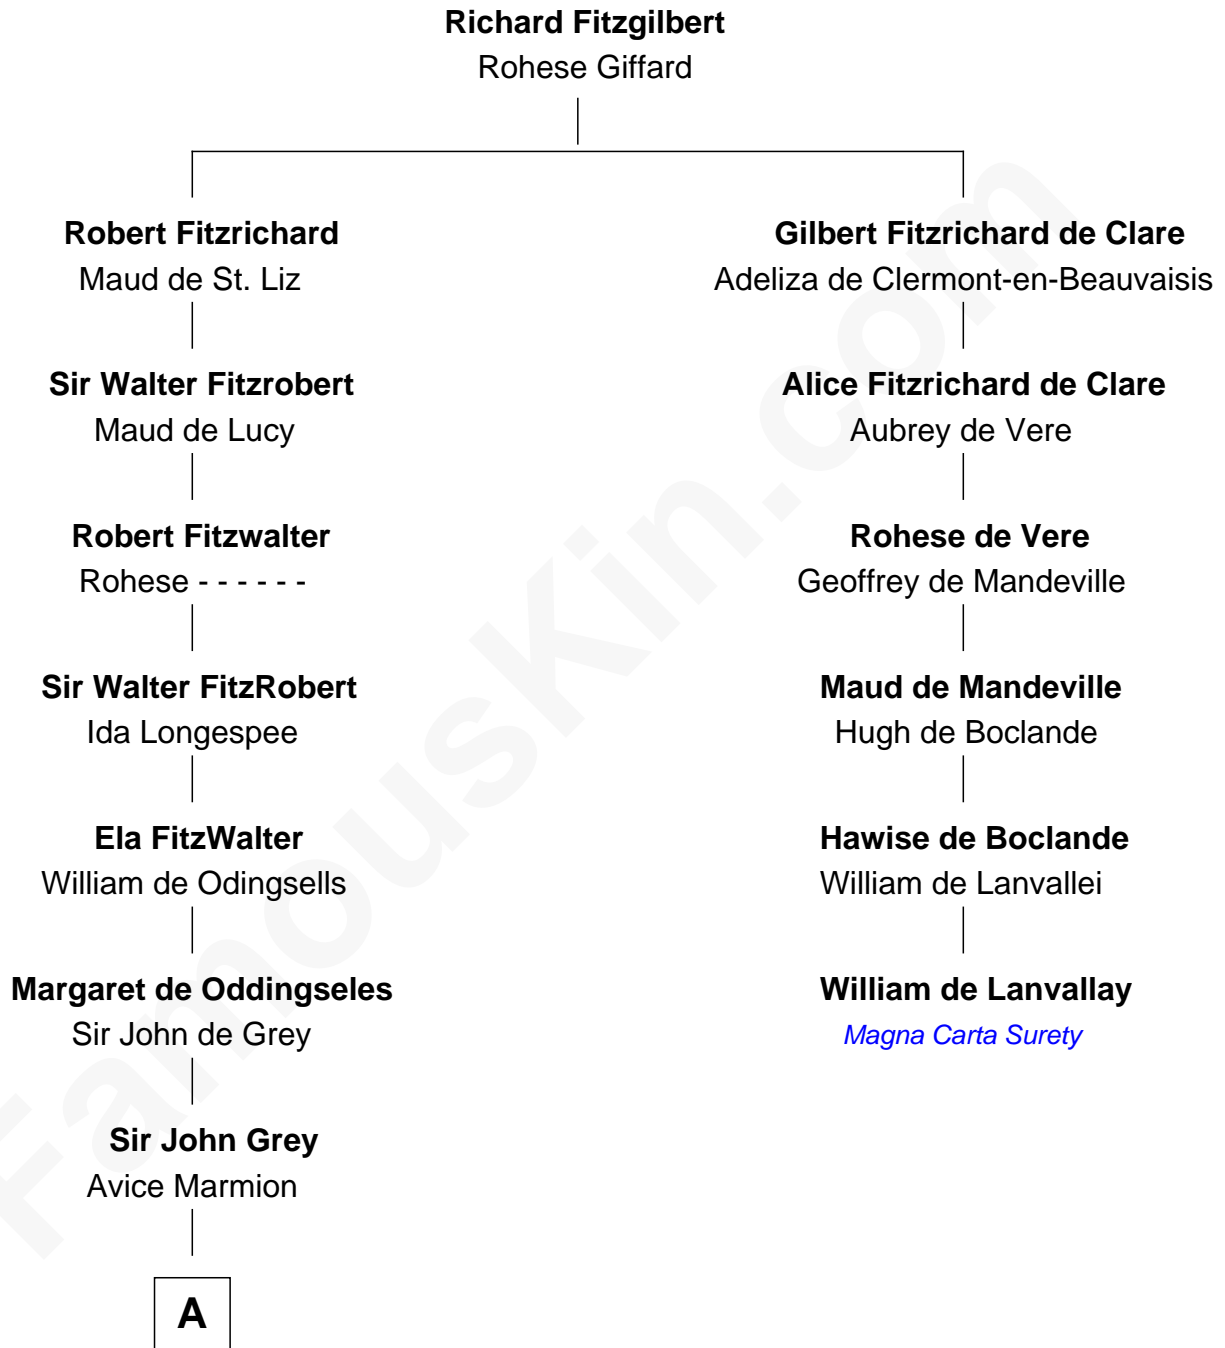 Richard Fitzgilbert
Rohese Giffard
Robert Fitzrichard
Maud de St. Liz
Gilbert Fitzrichard de Clare
Adeliza de Clermont-en-Beauvaisis
Sir Walter Fitzrobert
Maud de Lucy
Alice Fitzrichard de Clare
Aubrey de Vere
Robert Fitzwalter
Rohese - - - - - -
Rohese de Vere
Geoffrey de Mandeville
Sir Walter FitzRobert
Ida Longespee
Maud de Mandeville
Hugh de Boclande
Ela FitzWalter
William de Odingsells
Hawise de Boclande
William de Lanvallei
Margaret de Oddingseles
Sir John de Grey
William de Lanvallay
Magna Carta Surety
Sir John Grey
Avice Marmion
A
FamousKin.com